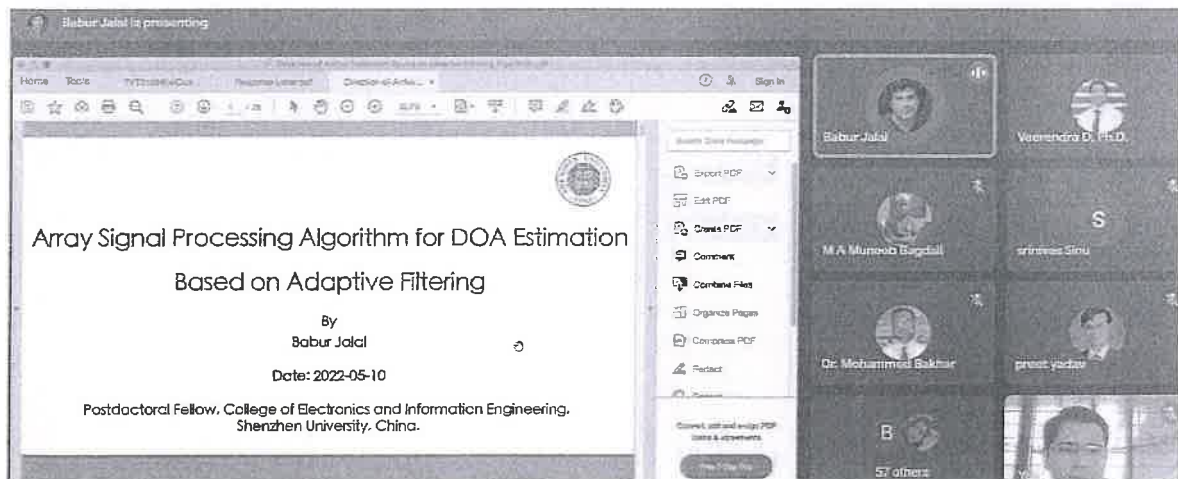 Babur Jalal is presenting
Home Tools
Sign In
Array Signal Processing Algorithm for DOA Estimation
Based on Adaptive Filtering
By
Babur Jalal
Date: 2022-05-10
Postdoctoral Fellow, College of Electronics and Information Engineering,
Shenzhen University, China.
Export PDF
Edit PDF
Create PDF
Comment
Combine Files
Organize Pages
Compress PDF
Redact
Babur Jalal
Veerendra D, Ph.D.
M A Muneeb Bagdali
S
srinivas Sinu
Dr. Mohammed Bakhar
preet yadav
B
57 others